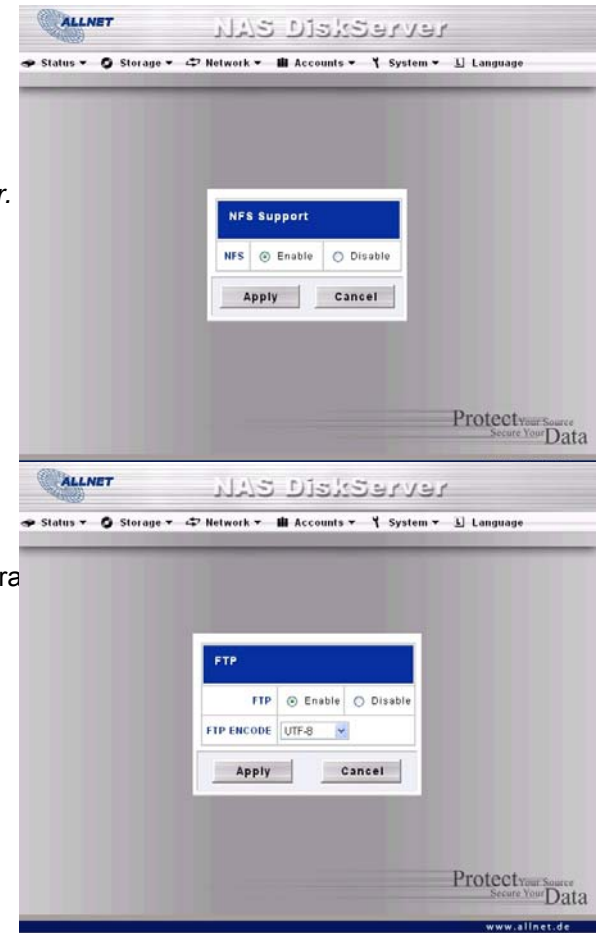 ALLNET
NAS DiskServer
Status Storage Network Accounts System Language
r.
NFS Support
NFS Enable Disable
Apply Cancel
Protect Your Source
Secure Your Data
ALLNET
NAS DiskServer
Status Storage Network Accounts System Language
ra
FTP
FTP Enable Disable
FTP ENCODE UTF-8
Apply Cancel
Protect Your Source
Secure Your Data
www.allnet.de